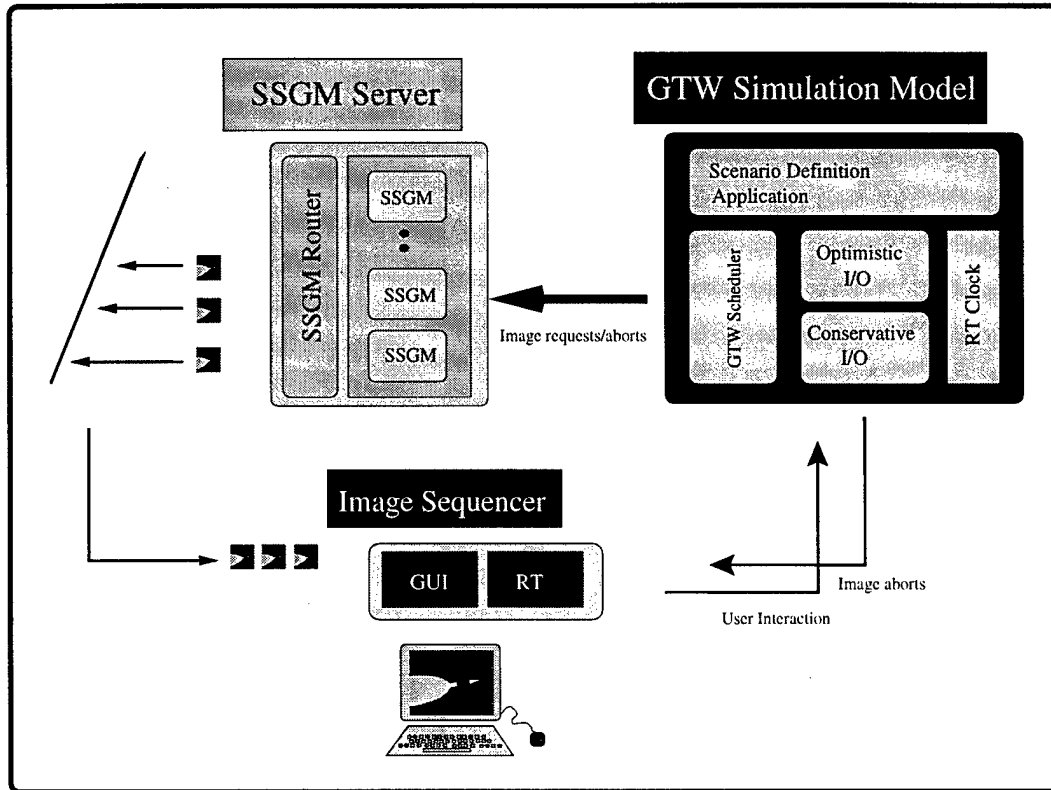 SSGM Server
GTW Simulation Model
SSGM Router
SSGM
SSGM
SSGM
Image requests/aborts
Scenario Definition
Application
GTW Scheduler
Optimistic
I/O
Conservative
I/O
RT Clock
Image Sequencer
GUI
RT
Image aborts
User Interaction